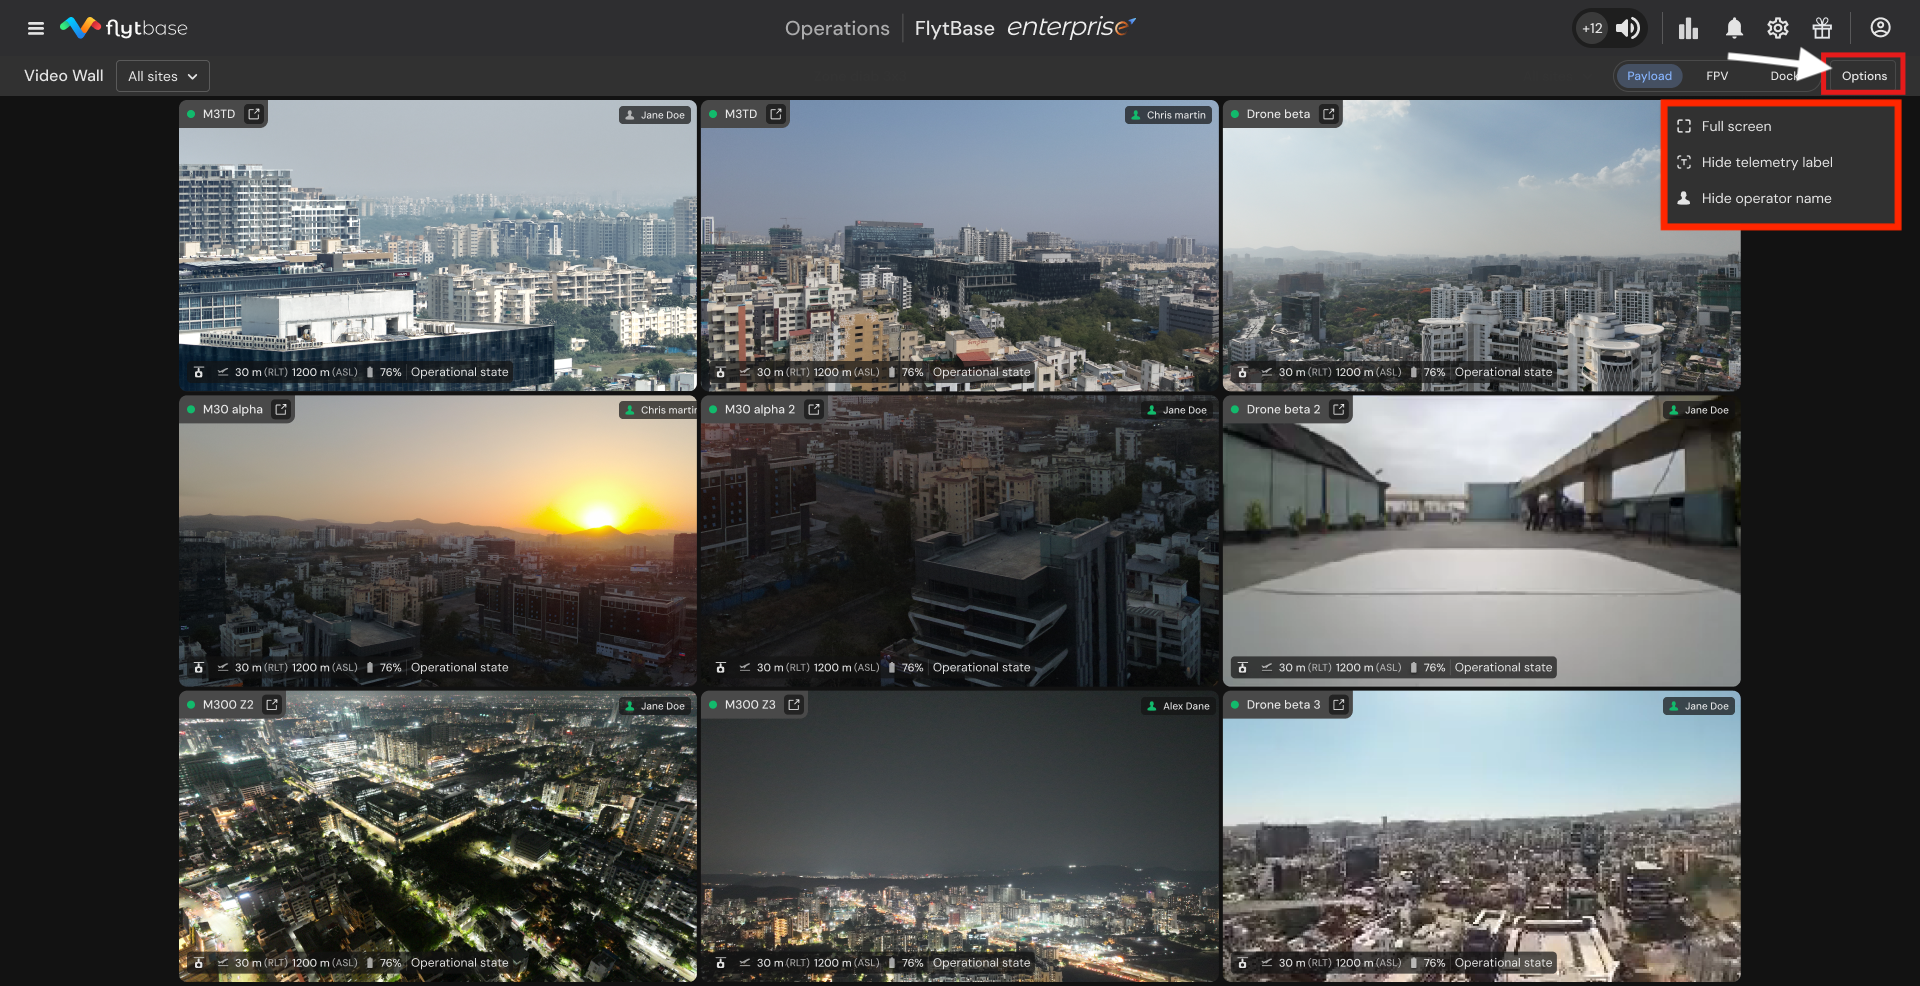 flytbase
Operations
FlytBase enterprise
+12
Video Wall
All sites
Payload
FPV
Dock
Options
Full screen
Hide telemetry label
Hide operator name
M3TD
Jane Doe
30 m (RLT) 1200 m (ASL) 76% Operational state
M3TD
Chris martin
30 m (RLT) 1200 m (ASL) 76% Operational state
Drone beta
30 m (RLT) 1200 m (ASL) 76% Operational state
M30 alpha
Chris martin
30 m (RLT) 1200 m (ASL) 76% Operational state
M30 alpha 2
Jane Doe
30 m (RLT) 1200 m (ASL) 76% Operational state
Drone beta 2
Jane Doe
30 m (RLT) 1200 m (ASL) 76% Operational state
M300 Z2
Jane Doe
30 m (RLT) 1200 m (ASL) 76% Operational state
M300 Z3
Alex Dane
30 m (RLT) 1200 m (ASL) 76% Operational state
Drone beta 3
Jane Doe
30 m (RLT) 1200 m (ASL) 76% Operational state